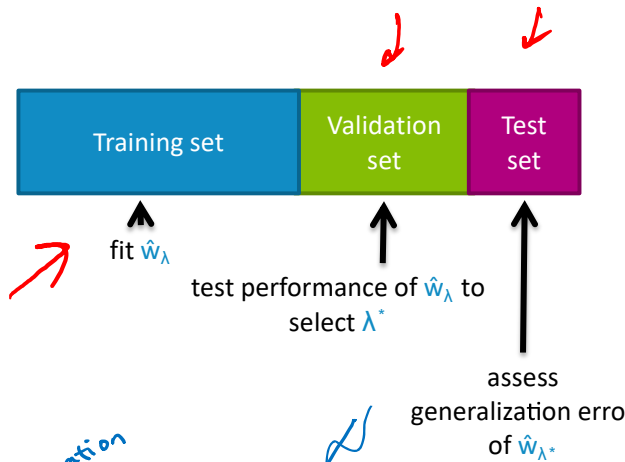 Training set
Validation
set
Test
set
fit ŵλ
test performance of ŵλ to
select λ*
assess
generalization erro
of ŵλ*
ation